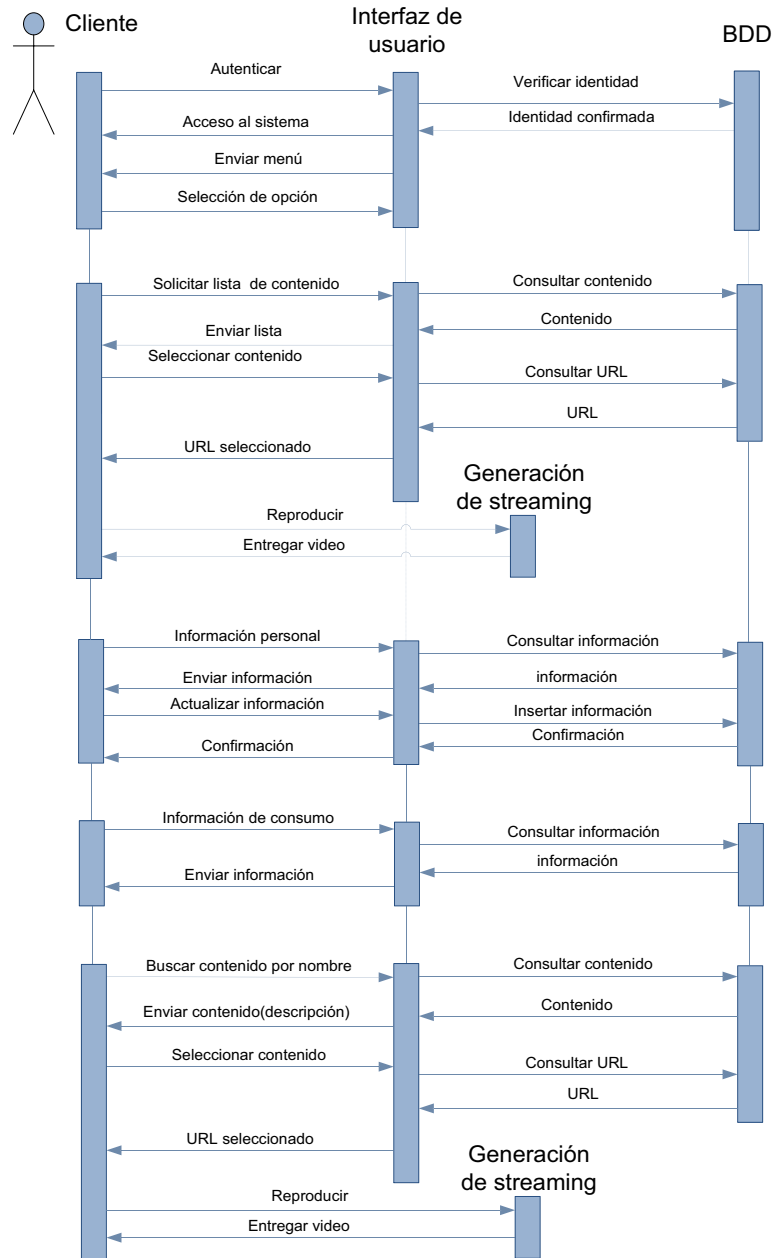 Cliente
Interfaz de
usuario
BDD
Autenticar
Verificar identidad
Acceso al sistema
Identidad confirmada
Enviar menú
Selección de opción
Solicitar lista de contenido
Consultar contenido
Enviar lista
Contenido
Seleccionar contenido
Consultar URL
URL
URL seleccionado
Generación
de streaming
Reproducir
Entregar video
Información personal
Consultar información
Enviar información
información
Actualizar información
Insertar información
Confirmación
Confirmación
Información de consumo
Consultar información
información
Enviar información
Buscar contenido por nombre
Consultar contenido
Enviar contenido(descripción)
Contenido
Seleccionar contenido
Consultar URL
URL
URL seleccionado
Generación
de streaming
Reproducir
Entregar video